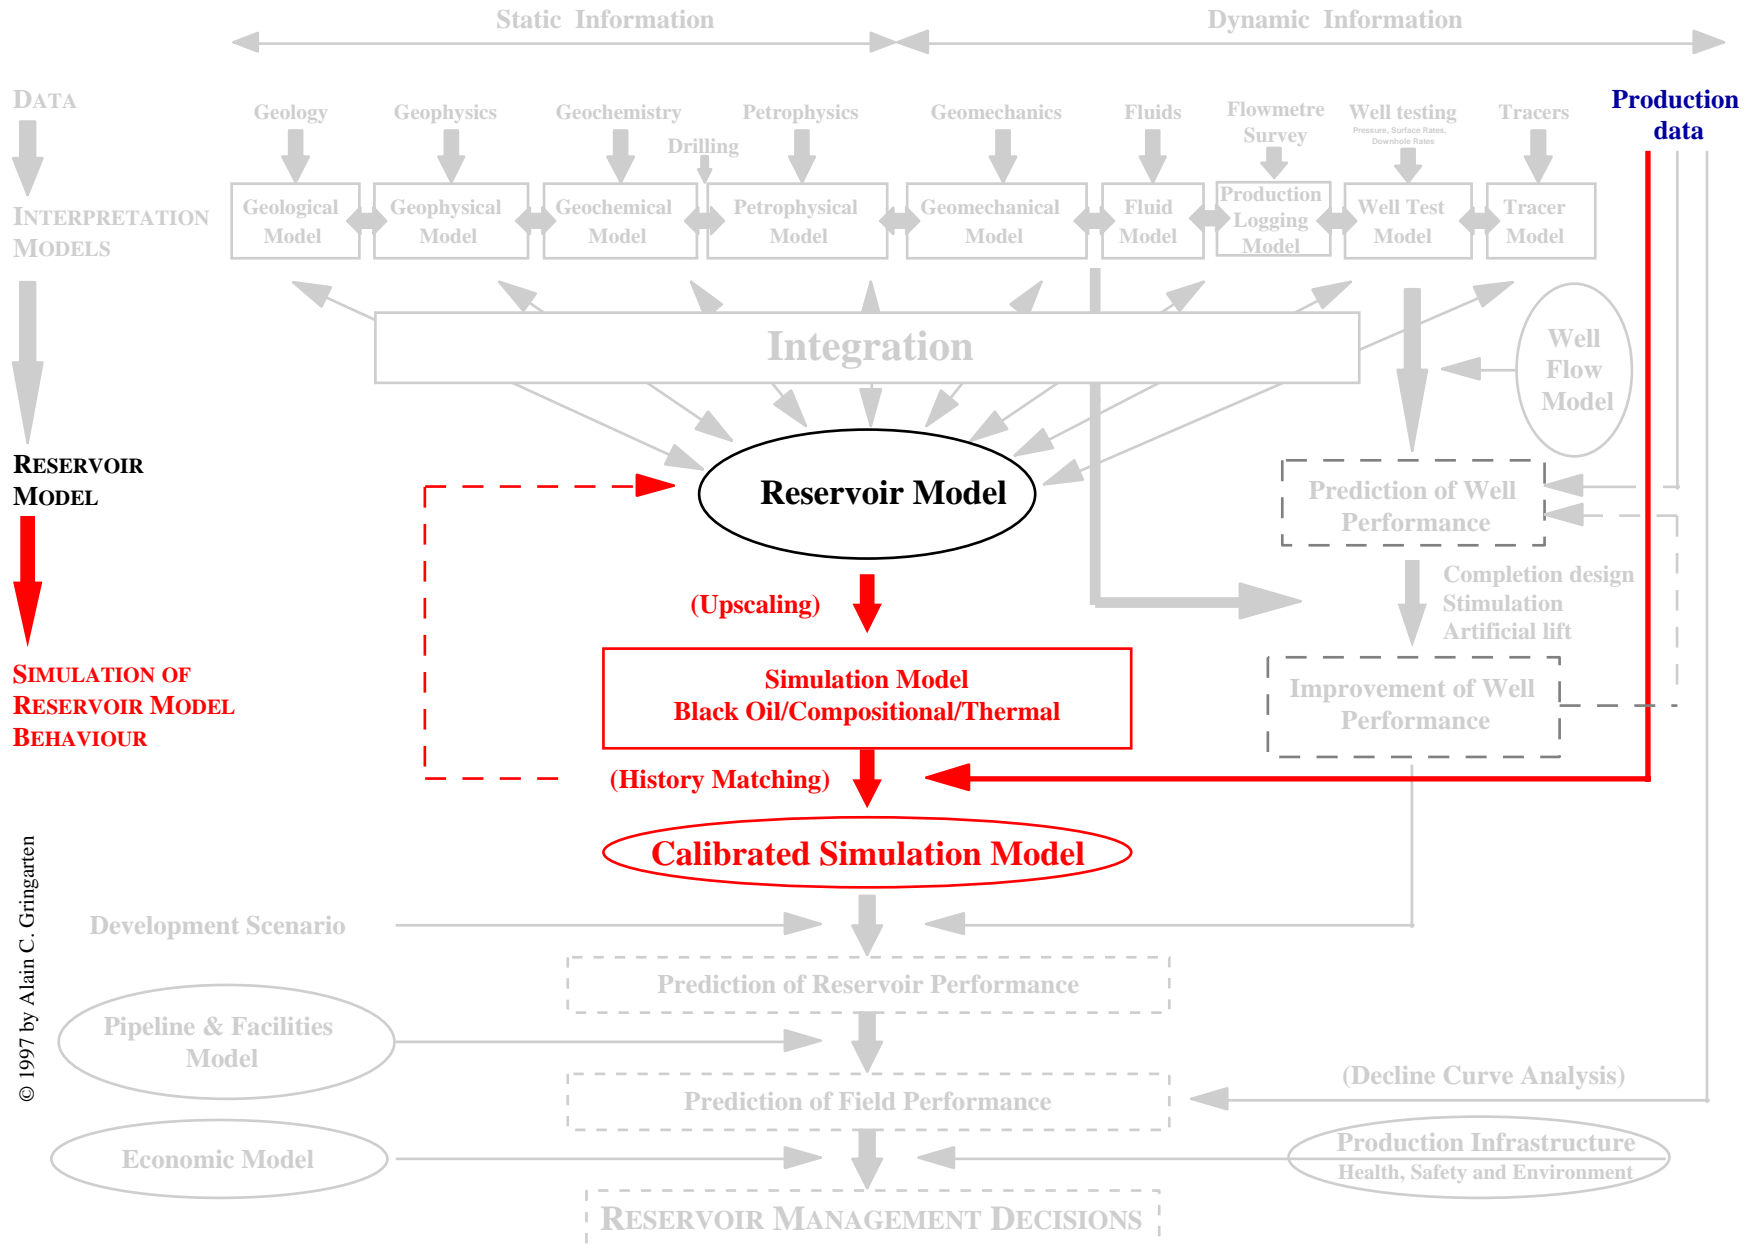 Static Information
Dynamic Information
DATA
Geology
Geophysics
Geochemistry
Drilling
Petrophysics
Geomechanics
Fluids
Flowmetre
Survey
Well testing
Pressure, Surface Rates,
Downhole Rates
Tracers
Production
data
INTERPRETATION
MODELS
Geological
Model
Geophysical
Model
Geochemical
Model
Petrophysical
Model
Geomechanical
Model
Fluid
Model
Production
Logging
Model
Well Test
Model
Tracer
Model
Integration
Well
Flow
Model
RESERVOIR
MODEL
Reservoir Model
Prediction of Well
Performance
(Upscaling)
Completion design
Stimulation
Artificial lift
SIMULATION OF
RESERVOIR MODEL
BEHAVIOUR
Simulation Model
Black Oil/Compositional/Thermal
Improvement of Well
Performance
(History Matching)
Calibrated Simulation Model
© 1997 by Alain C. Gringarten
Development Scenario
Prediction of Reservoir Performance
Pipeline & Facilities
Model
(Decline Curve Analysis)
Prediction of Field Performance
Economic Model
Production Infrastructure
Health, Safety and Environment
RESERVOIR MANAGEMENT DECISIONS